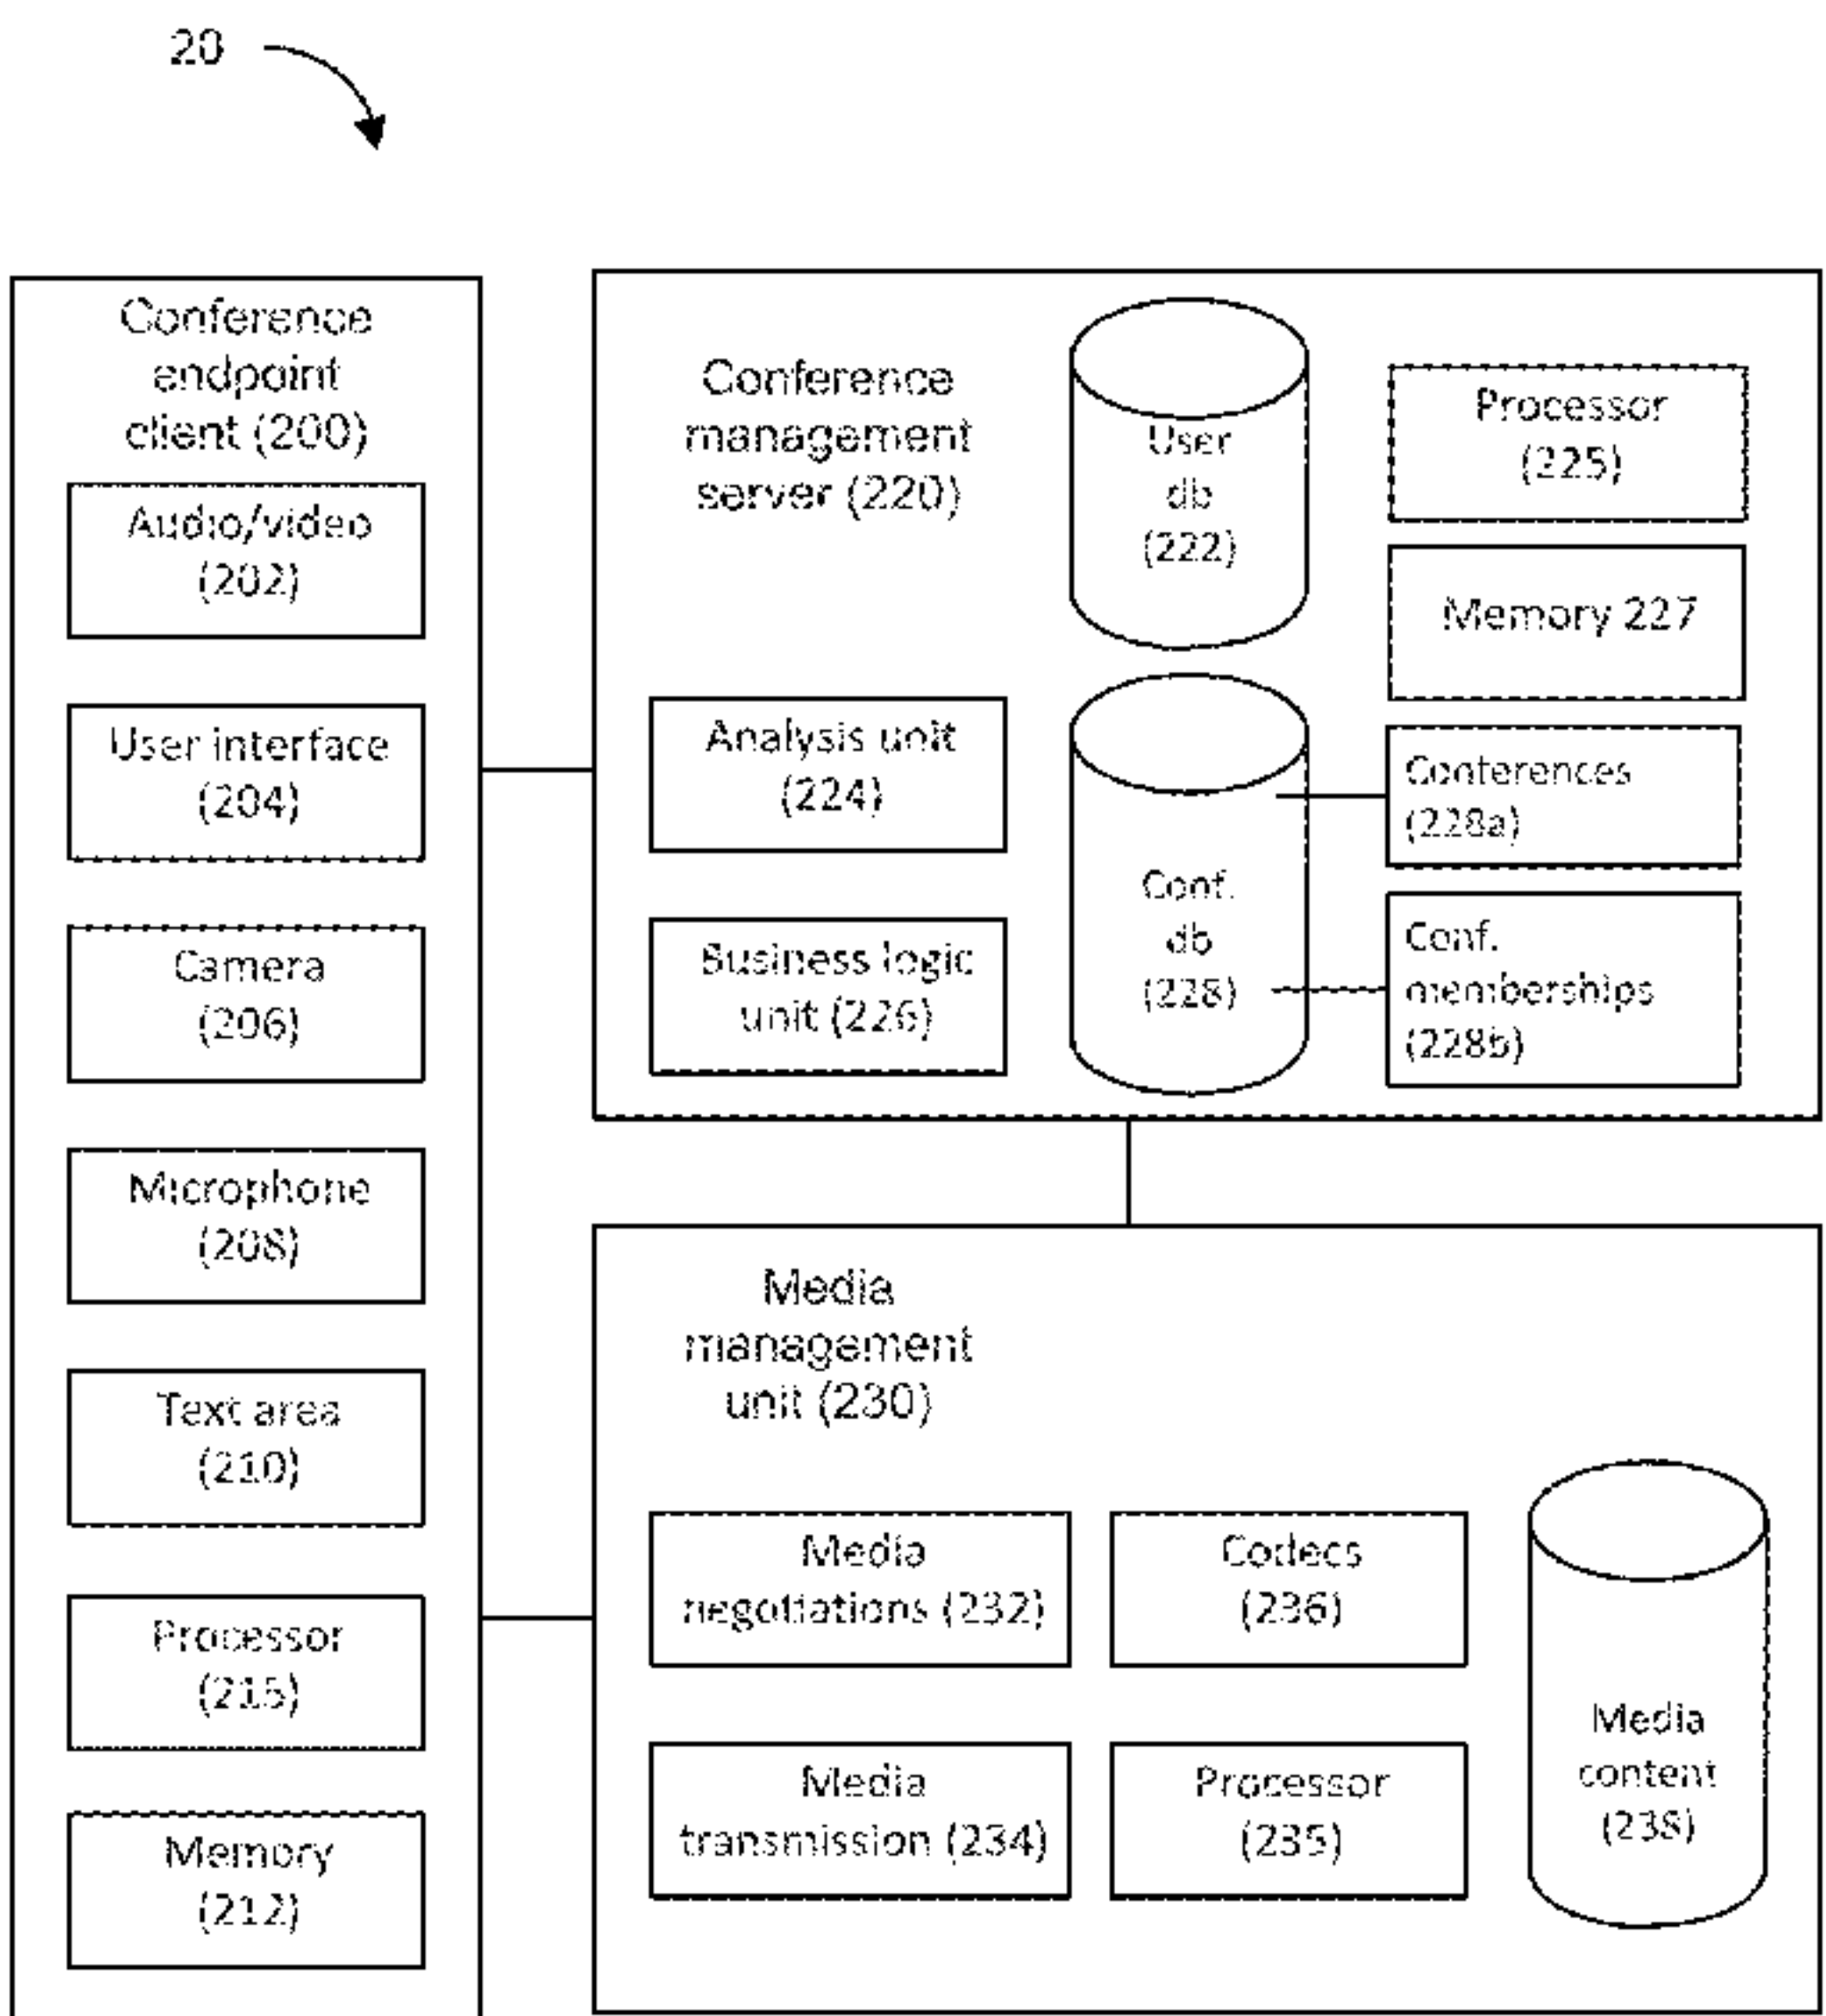 20
Conference
endpoint
client (200)
Audio/video
(202)
User interface
(204)
Camera
(206)
Microphone
(208)
Text area
(210)
Processor
(215)
Memory
(212)
Conference
management
server (220)
User
db
(222)
Processor
(225)
Memory 227
Analysis unit
(224)
Business logic
unit (226)
Conf.
db
(228)
Conferences
(228a)
Conf.
memberships
(228b)
Media
management
unit (230)
Media
negotiations (232)
Codecs
(236)
Media
transmission (234)
Processor
(235)
Media
content
(238)